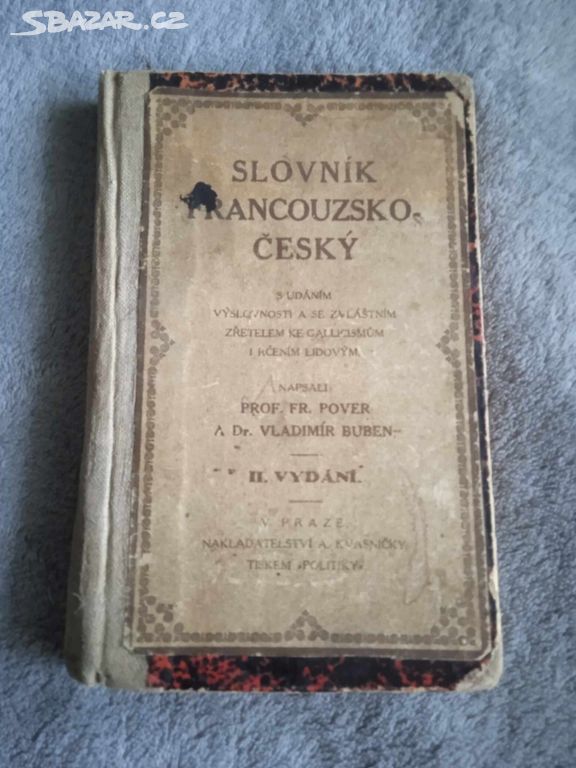 SBAZAR.CZ
SLOVNÍK
FRANCOUZSKO-
ČESKÝ
S UDÁNÍM
VÝSLOVNOSTI A SE ZVLÁŠTNÍM
ZŘETELEM KE GALLICISMŮM
I RČENÍM LIDOVÝM
NAPSALI
PROF. FR. POVER
A Dr. VLADIMÍR BUBEN
II. VYDÁNÍ.
V PRAZE
NAKLADATELSTVÍ A. KVASNIČKY
TISKEM »POLITIKY«